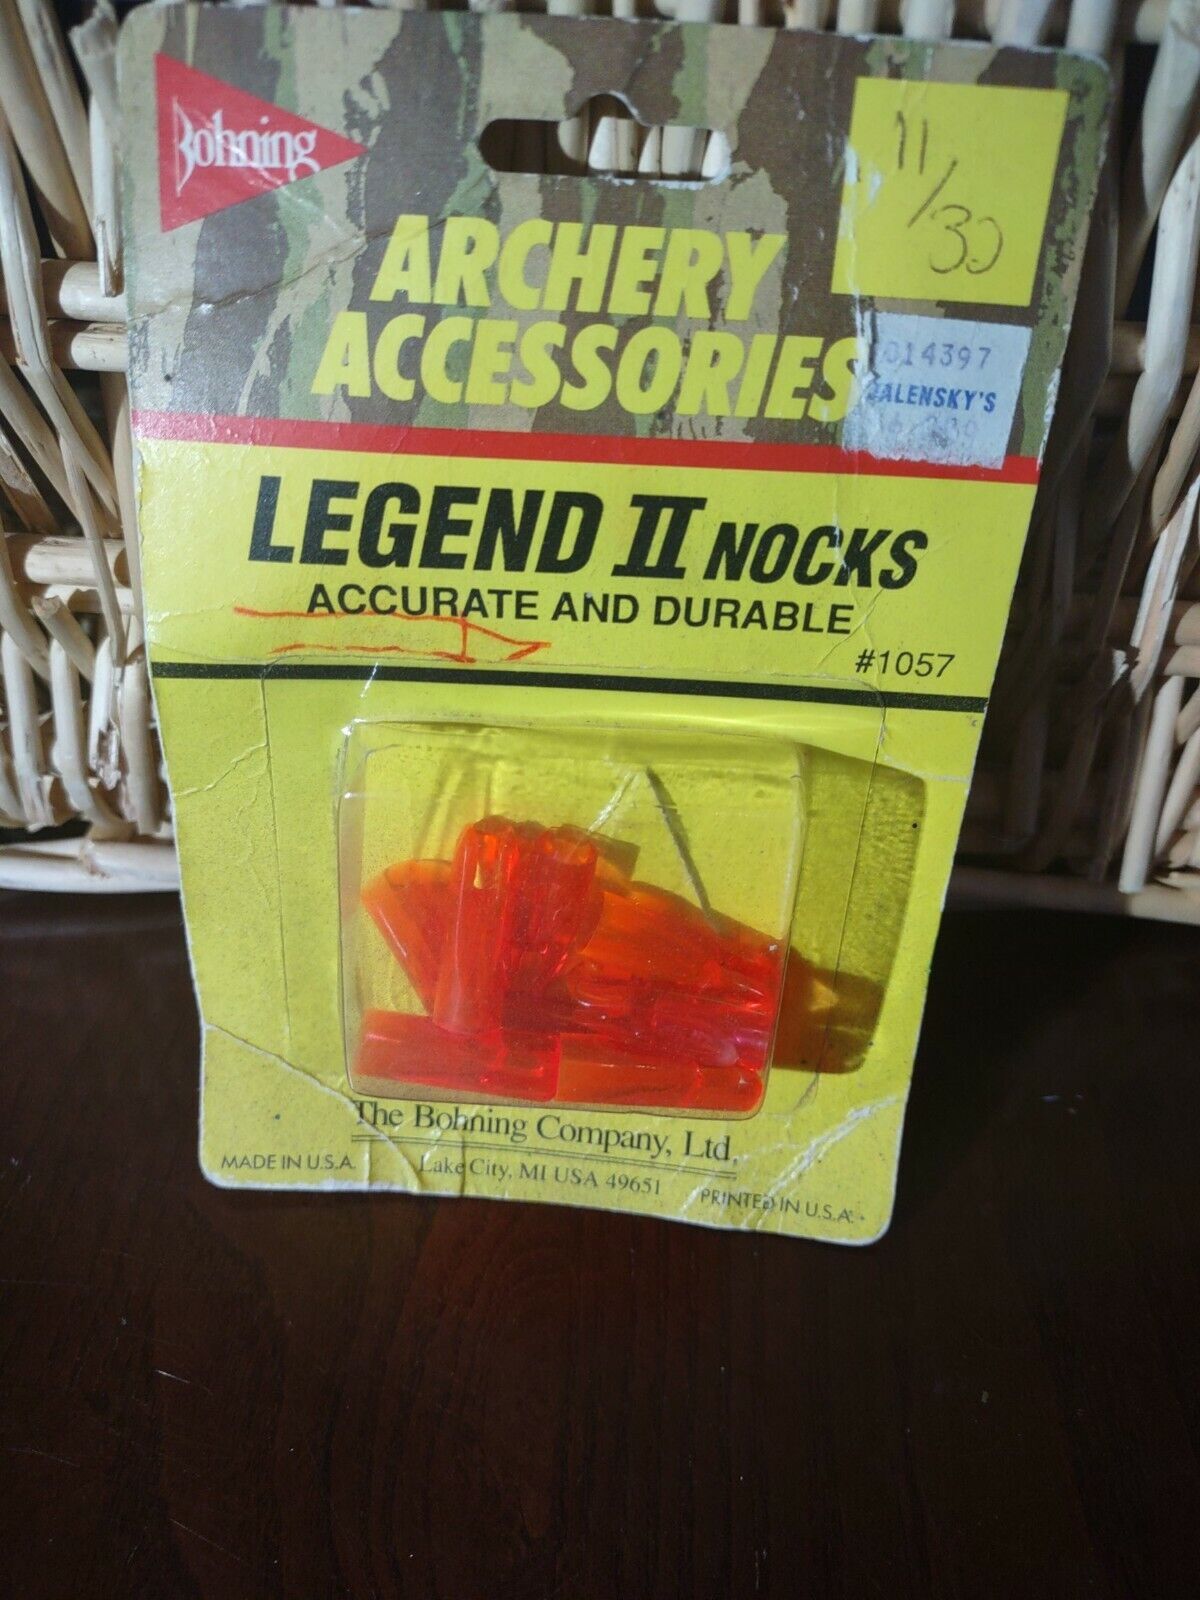 Bohning
11/30
ARCHERY
ACCESSORIES
014397
ZALENSKY'S
LEGEND II NOCKS
ACCURATE AND DURABLE
#1057
The Bohning Company, Ltd.
Lake City, MI USA 49651
MADE IN U.S.A.
PRINTED IN U.S.A.